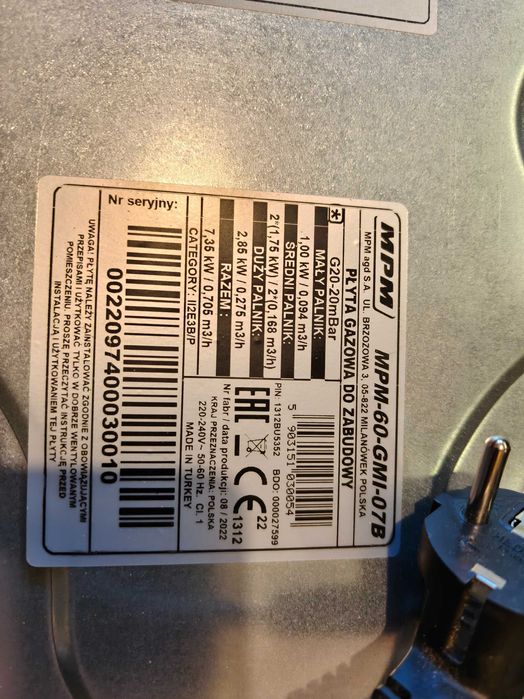 MPM MPM-60-GMI-07B
MPM agd S.A. UL. BRZOZOWA 3, 05-822 MILANÓWEK POLSKA
PŁYTA GAZOWA DO ZABUDOWY
G20-20mBar
MAŁY PALNIK:
1,00 kW / 0,094 m3/h
ŚREDNI PALNIK:
2*(1,75 kW) / 2*(0,168 m3/h)
DUŻY PALNIK:
2,85 kW / 0,275 m3/h
RAZEM:
7,35 kW / 0,705 m3/h
CATEGORY: II2E3B/P
5 903151 030054
PIN: 1312BU5352 BDO: 000027599
EAC CE 22
1312
Nr fabr / data produkcji: 08 / 2022
KRAJ PRZEZNACZENIA: POLSKA
220-240V~ 50-60 Hz, Cl. 1
MADE IN TURKEY
Nr seryjny:
0022097400030010
UWAGA! PŁYTĘ NALEŻY ZAINSTALOWAĆ ZGODNIE Z OBOWIĄZUJĄCYM
PRZEPISAMI I UŻYTKOWAĆ TYLKO W DOBRZE WENTYLOWANYM
POMIESZCZENIU. PROSZĘ PRZECZYTAĆ INSTRUKCJĘ PRZED
INSTALACJĄ I UŻYTKOWANIEM TEJ PŁYTY